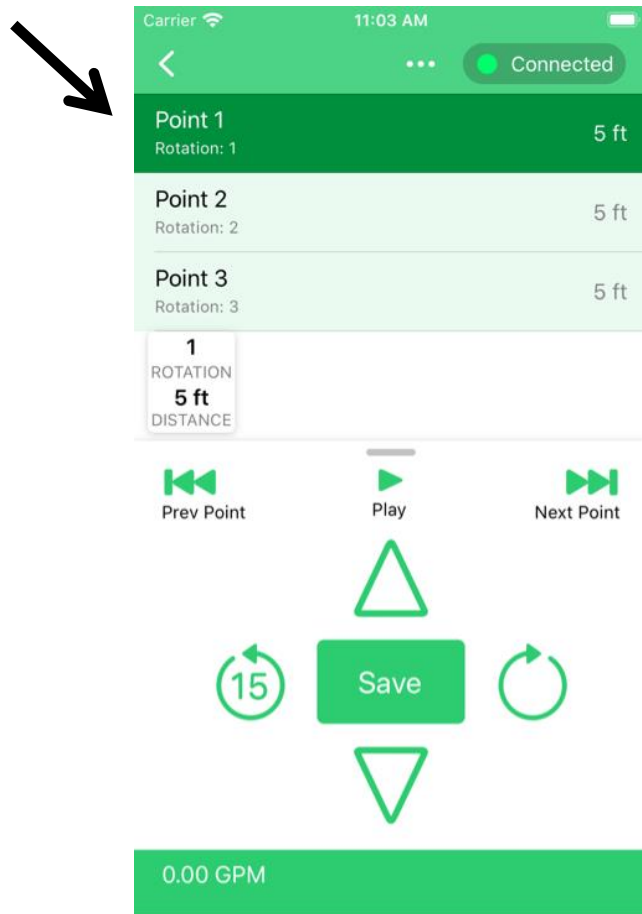 Carrier 11:03 AM
Connected
Point 1
Rotation: 1
5 ft
Point 2
Rotation: 2
5 ft
Point 3
Rotation: 3
5 ft
1
ROTATION
5 ft
DISTANCE
Prev Point Play Next Point
15 Save
0.00 GPM